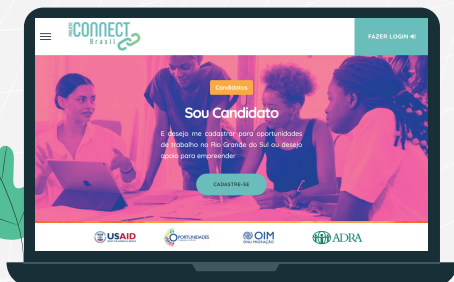 CONNECT
Brasil
FAZER LOGIN
Candidatos
Sou Candidato
E desejo me cadastrar para oportunidades
de trabalho no Rio Grande do Sul ou desejo
apoio para empreender
CADASTRE-SE
USAID
OPORTUNIDADES
OIM
ONU MIGRAÇÃO
ADRA